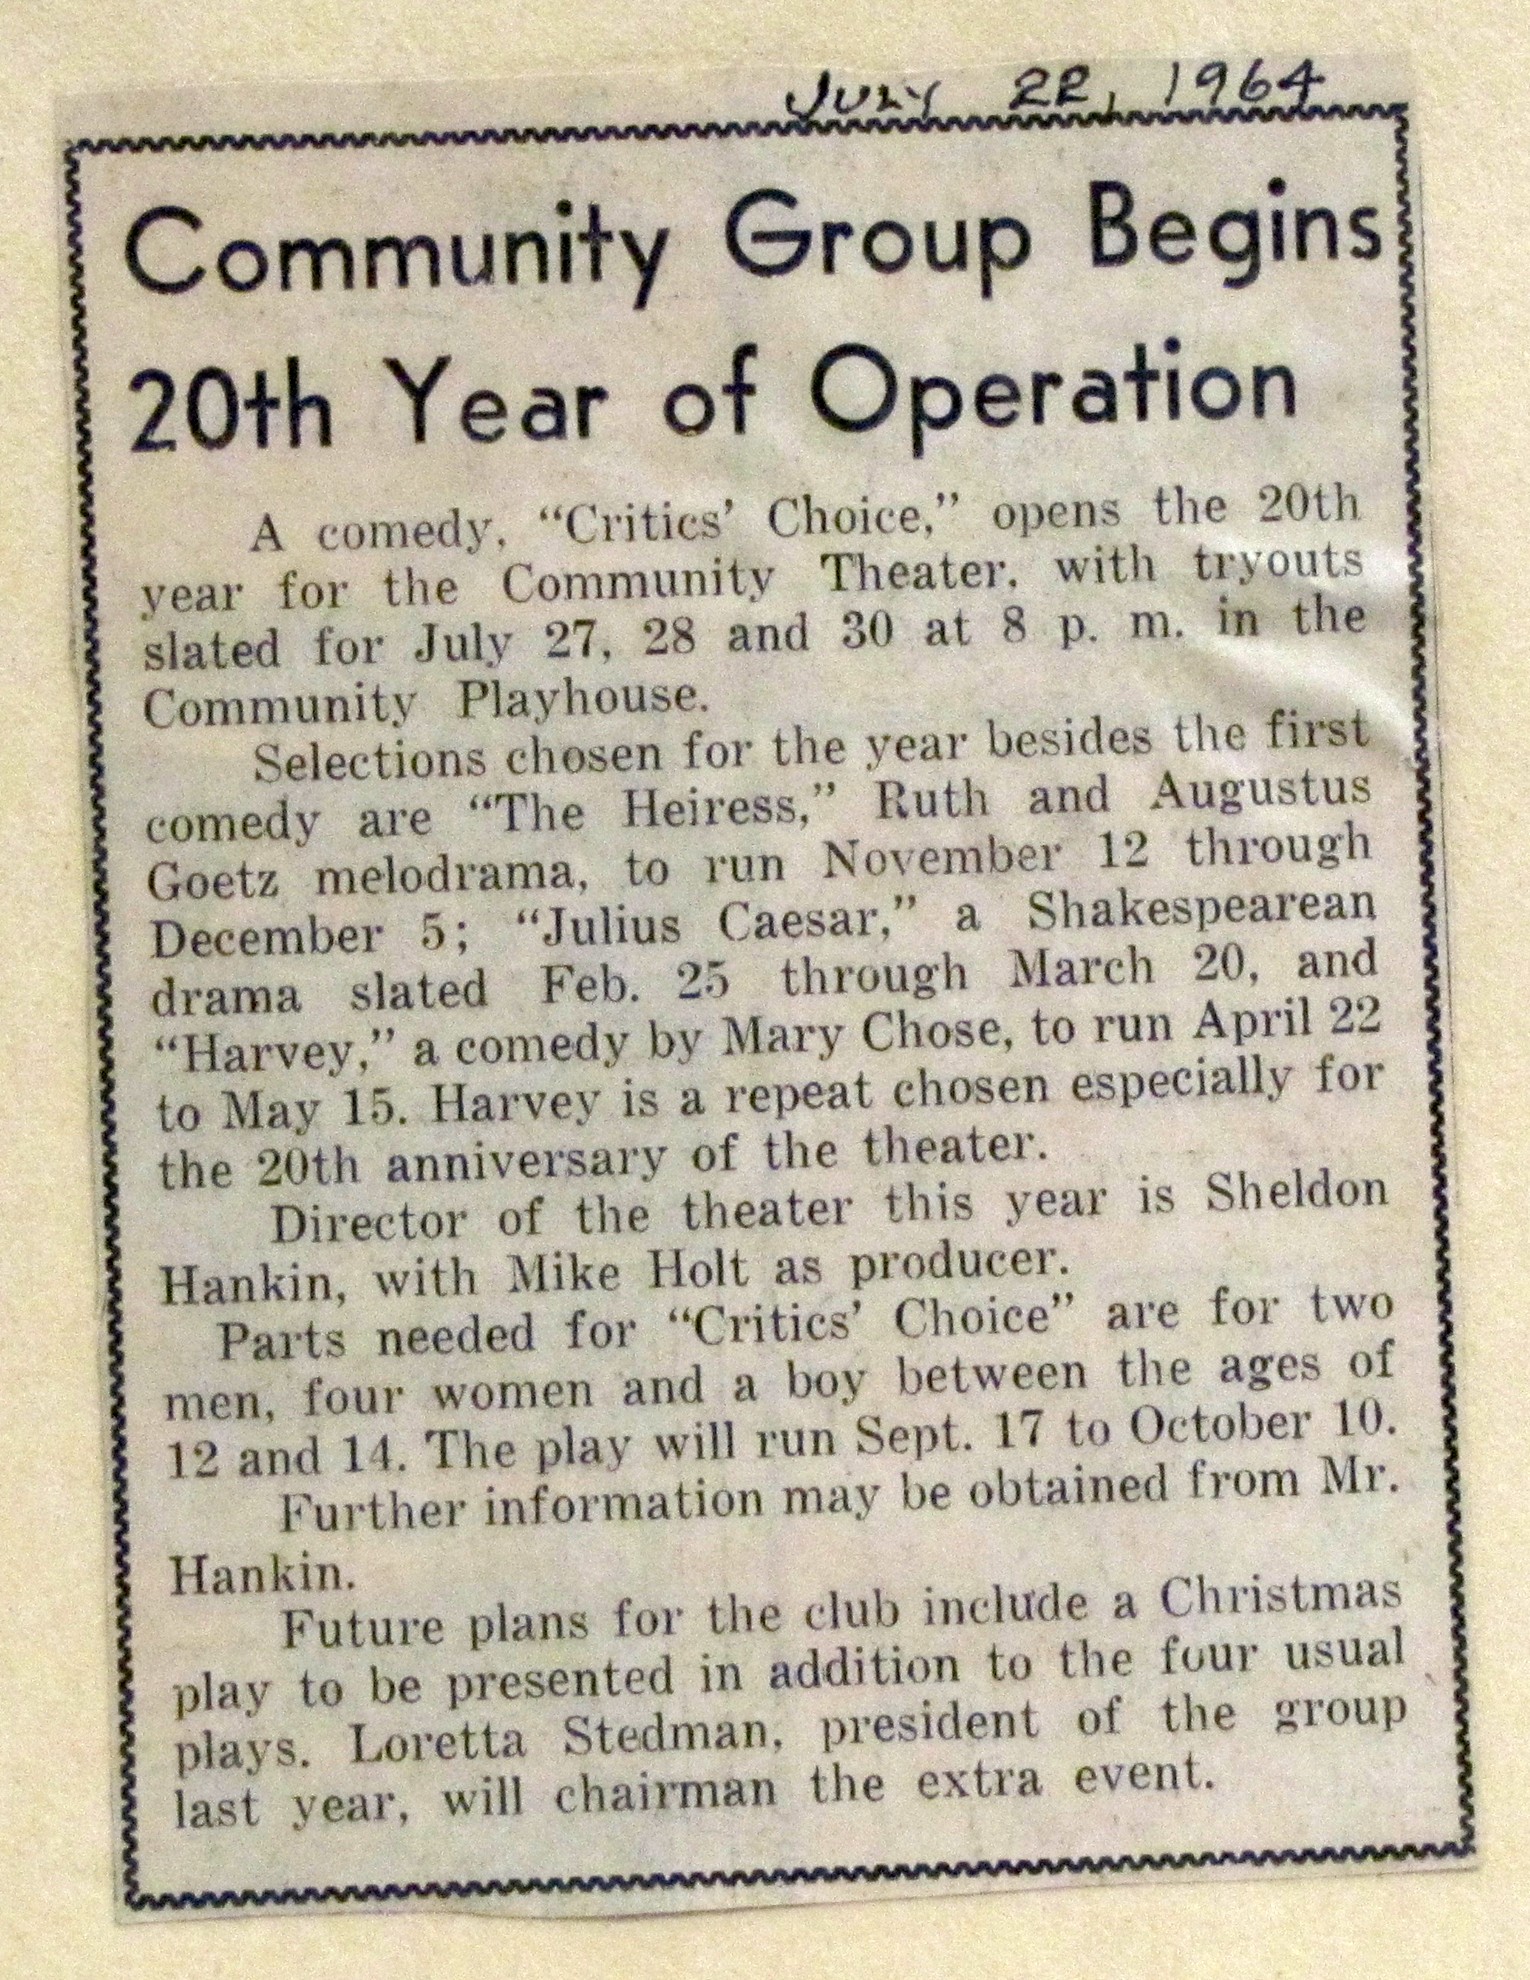 JULY 22, 1964
Community Group Begins
20th Year of Operation
A comedy, "Critics' Choice," opens the 20th
year for the Community Theater, with tryouts
slated for July 27, 28 and 30 at 8 p. m. in the
Community Playhouse.
Selections chosen for the year besides the first
comedy are "The Heiress," Ruth and Augustus
Goetz melodrama, to run November 12 through
December 5; "Julius Caesar," a Shakespearean
drama slated Feb. 25 through March 20, and
"Harvey," a comedy by Mary Chose, to run April 22
to May 15. Harvey is a repeat chosen especially for
the 20th anniversary of the theater.
Director of the theater this year is Sheldon
Hankin, with Mike Holt as producer.
Parts needed for "Critics' Choice" are for two
men, four women and a boy between the ages of
12 and 14. The play will run Sept. 17 to October 10.
Further information may be obtained from Mr.
Hankin.
Future plans for the club include a Christmas
play to be presented in addition to the four usual
plays. Loretta Stedman, president of the group
last year, will chairman the extra event.